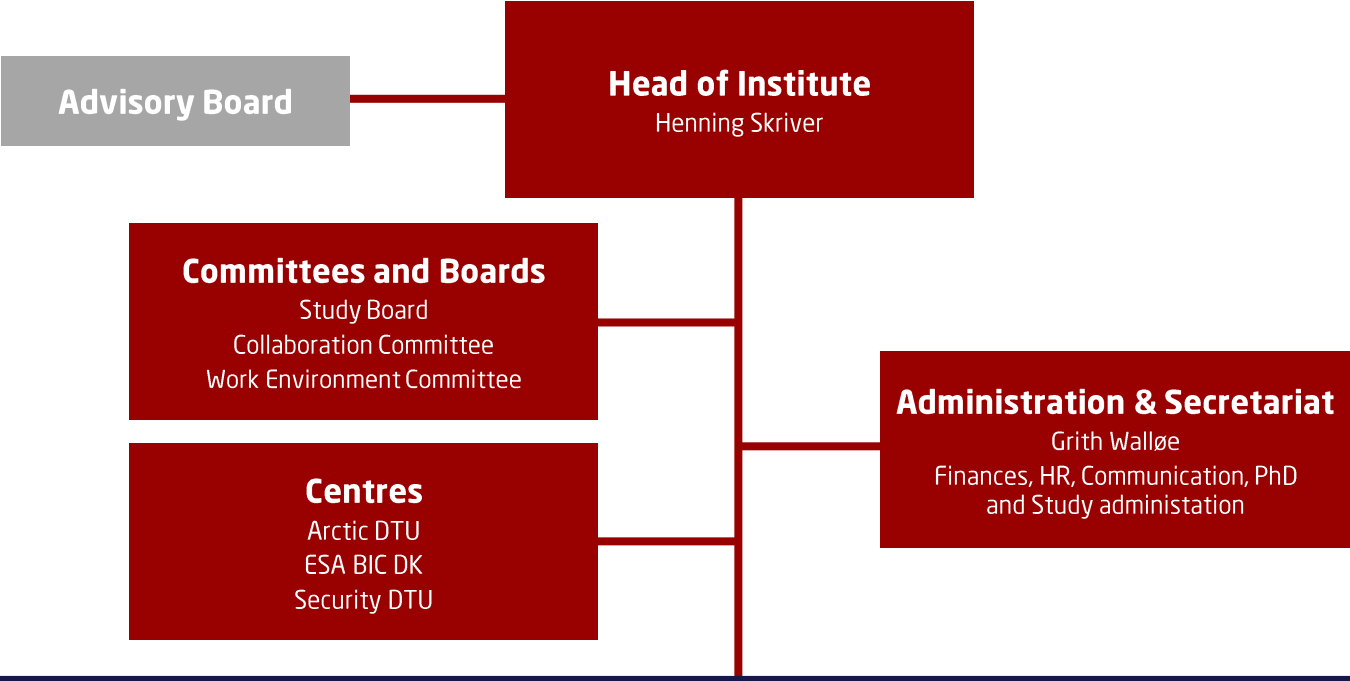 Advisory Board
Head of Institute
Henning Skriver
Committees and Boards
Study Board
Collaboration Committee
Work Environment Committee
Administration & Secretariat
Grith Walløe
Finances, HR, Communication, PhD
and Study administation
Centres
Arctic DTU
ESA BIC DK
Security DTU